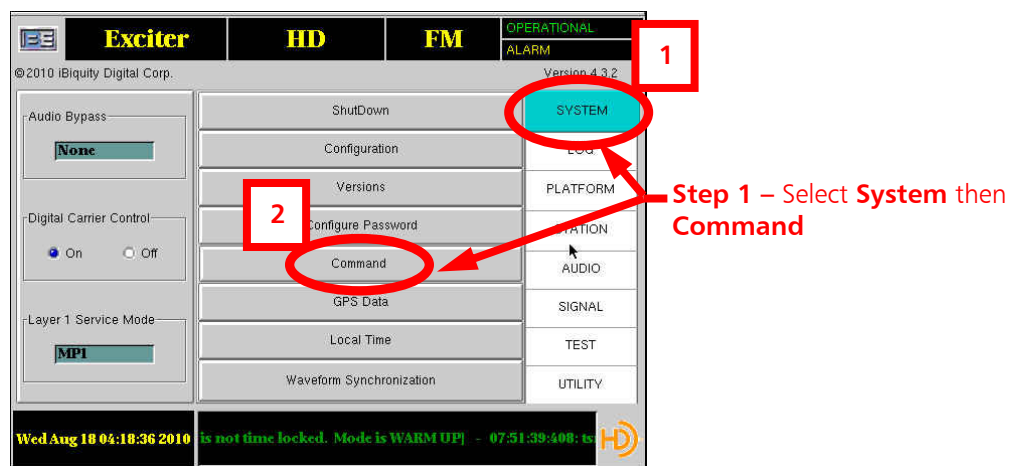 Exciter HD FM
OPERATIONAL
ALARM
1
©2010 iBiquity Digital Corp.
Version 4.3.2
Audio Bypass
None
Digital Carrier Control
On Off
Layer 1 Service Mode
MP1
ShutDown
Configuration
Versions
2
Configure Password
Command
GPS Data
Local Time
Waveform Synchronization
SYSTEM
LOG
PLATFORM
STATION
AUDIO
SIGNAL
TEST
UTILITY
Step 1 – Select System then
Command
Wed Aug 18 04:18:36 2010
is not time locked. Mode is WARM UP] - 07:51:39:408: ts
HD